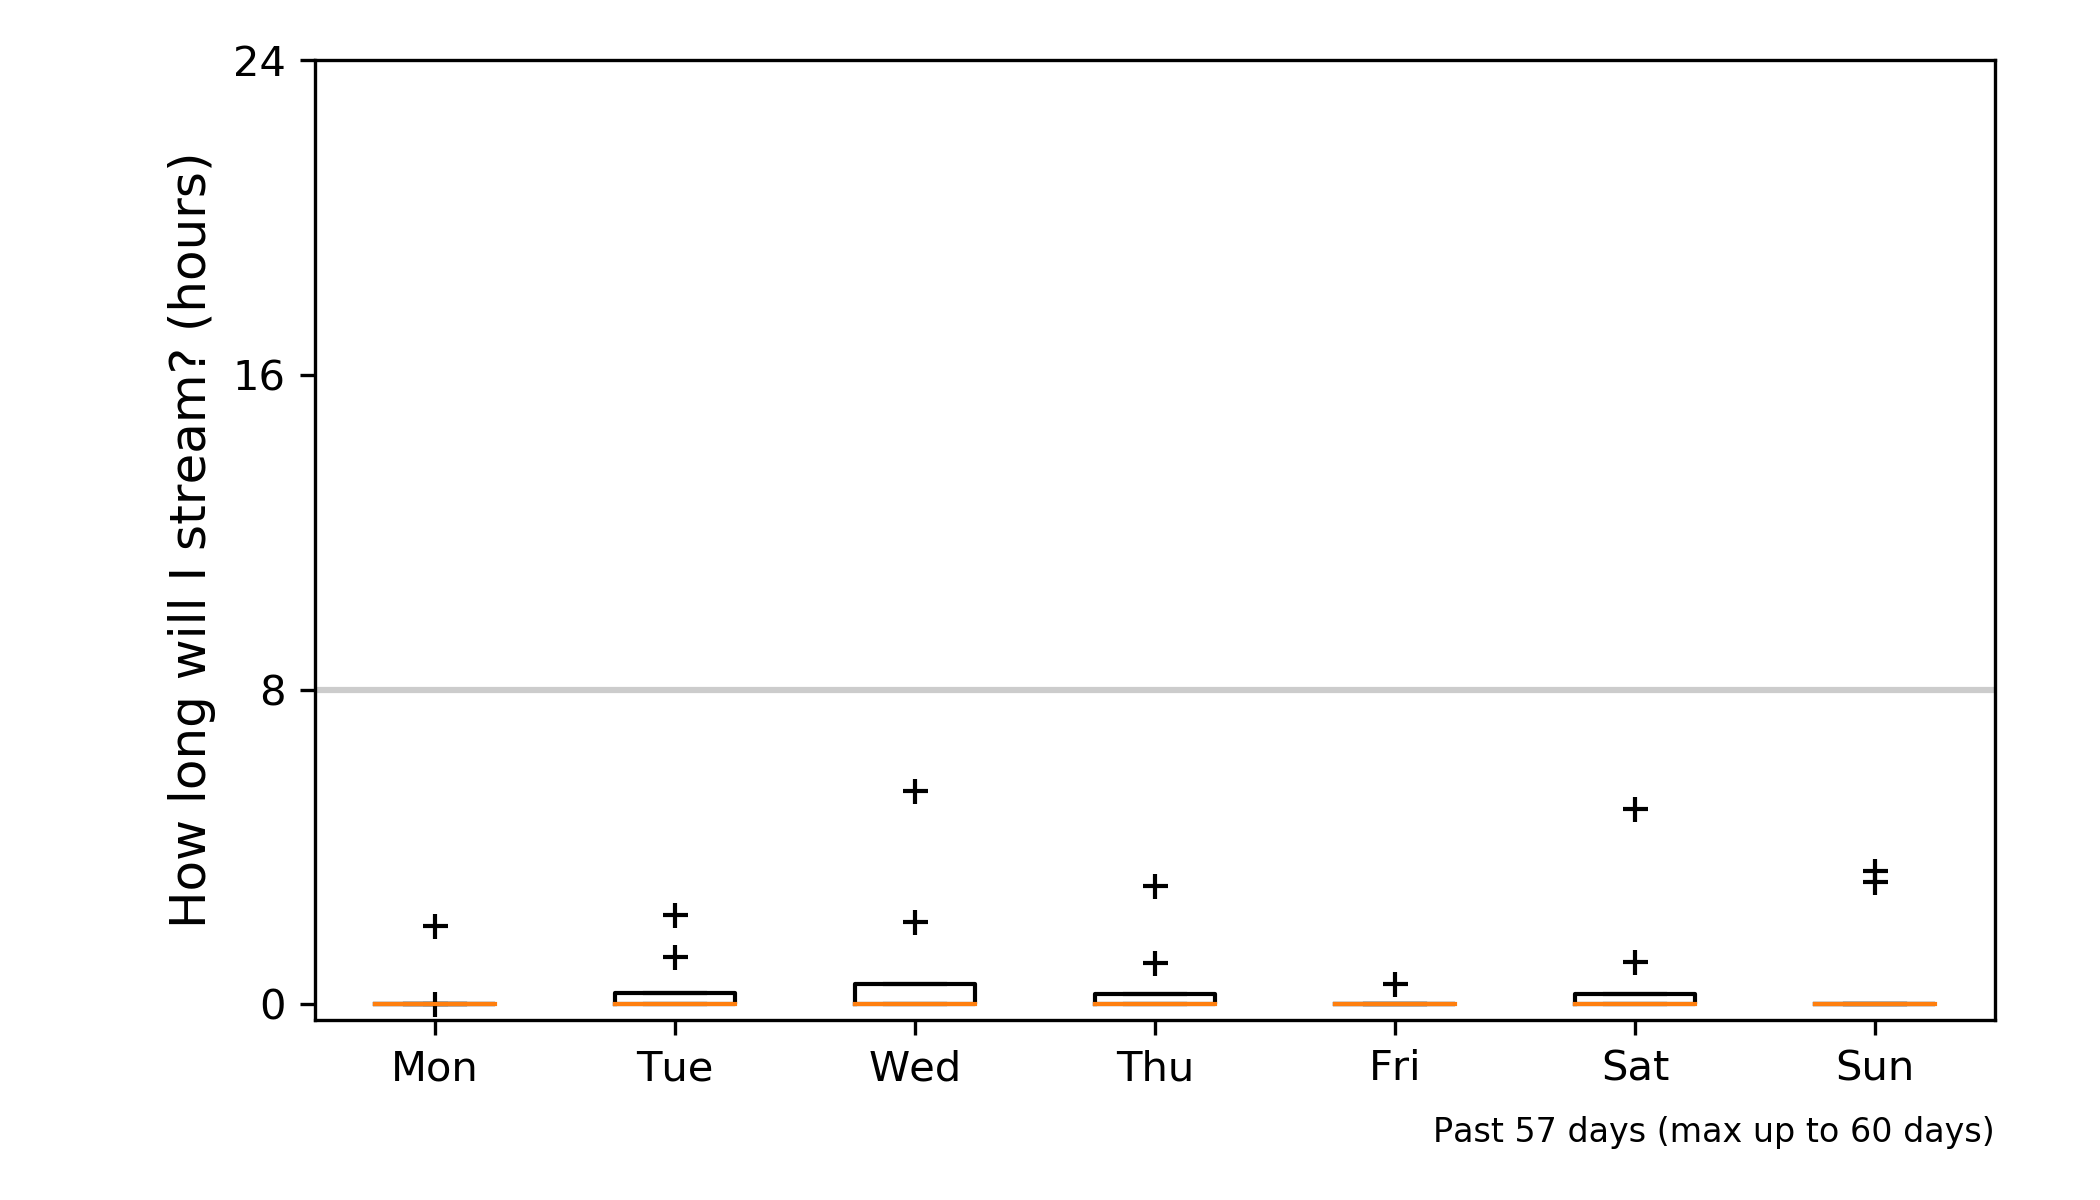 How long will I stream? (hours)
24
16
8
0
Mon Tue Wed Thu Fri Sat Sun
Past 57 days (max up to 60 days)